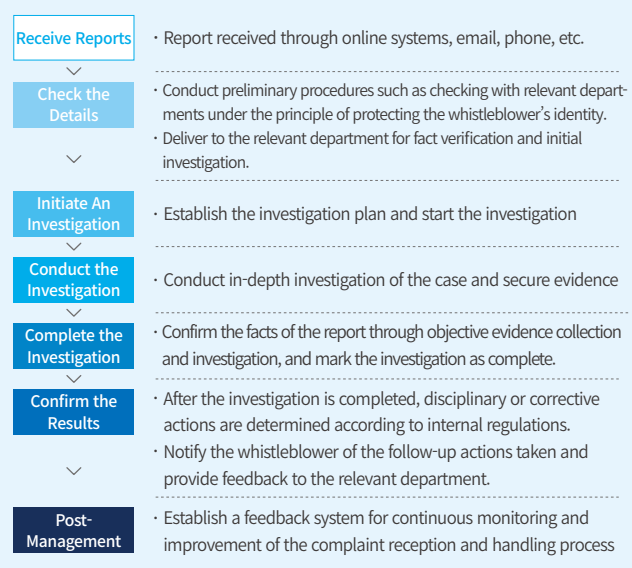 Receive Reports
· Report received through online systems, email, phone, etc.
Check the
Details
· Conduct preliminary procedures such as checking with relevant depart-
ments under the principle of protecting the whistleblower's identity.
· Deliver to the relevant department for fact verification and initial
investigation.
Initiate An
Investigation
· Establish the investigation plan and start the investigation
Conduct the
Investigation
· Conduct in-depth investigation of the case and secure evidence
Complete the
Investigation
· Confirm the facts of the report through objective evidence collection
and investigation, and mark the investigation as complete.
Confirm the
Results
· After the investigation is completed, disciplinary or corrective
actions are determined according to internal regulations.
· Notify the whistleblower of the follow-up actions taken and
provide feedback to the relevant department.
Post-
Management
· Establish a feedback system for continuous monitoring and
improvement of the complaint reception and handling process